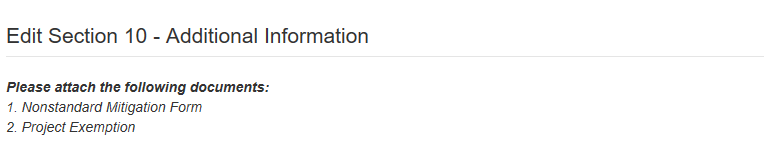 Edit Section 10 - Additional Information
Please attach the following documents:
1. Nonstandard Mitigation Form
2. Project Exemption